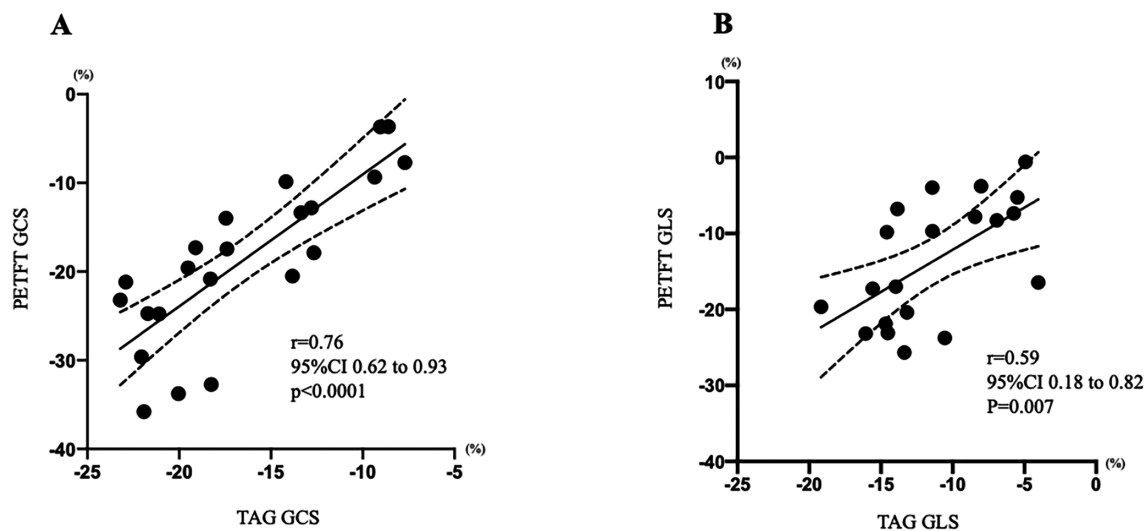 A
(%)
0
-10
-20
-30
-40
PETFT GCS
r=0.76
95%CI 0.62 to 0.93
p<0.0001
(%)
-25
-20
-15
-10
-5
TAG GCS
B
(%)
10
0
-10
-20
-30
-40
PETFT GLS
r=0.59
95%CI 0.18 to 0.82
P=0.007
(%)
-25
-20
-15
-10
-5
0
TAG GLS